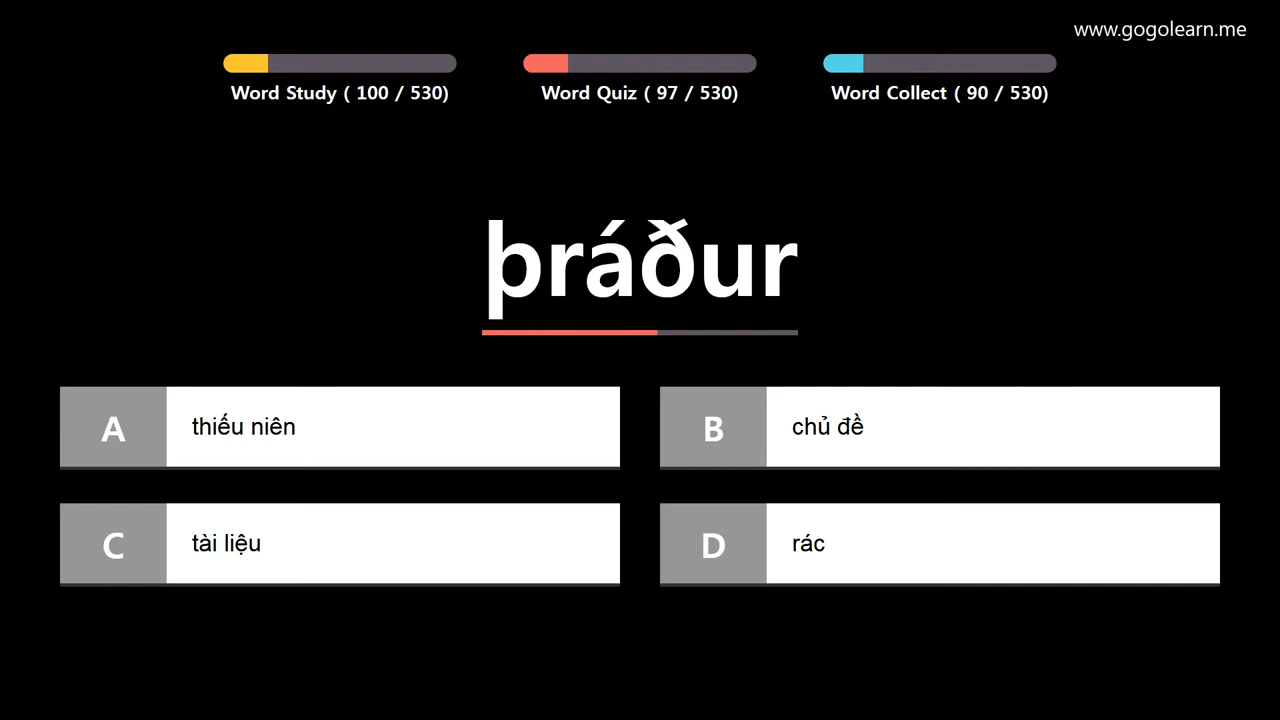 www.gogolearn.me
Word Study ( 100 / 530)
Word Quiz ( 97 / 530)
Word Collect ( 90 / 530)
þráður
A thiếu niên
B chủ đề
C tài liệu
D rác